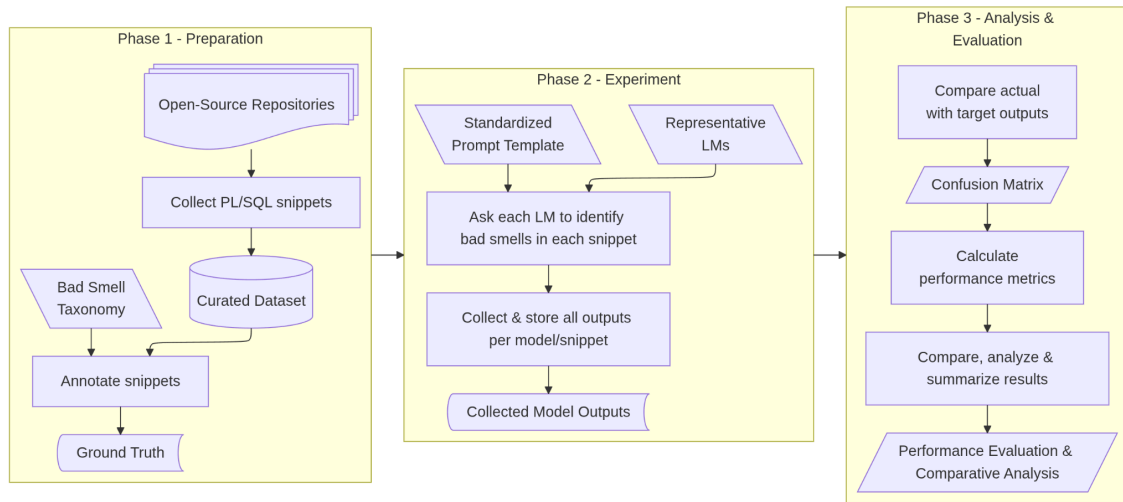 Phase 1 - Preparation
Open-Source Repositories
Collect PL/SQL snippets
Bad Smell
Taxonomy
Curated Dataset
Annotate snippets
Ground Truth
Phase 2 - Experiment
Standardized
Prompt Template
Representative
LMs
Ask each LM to identify
bad smells in each snippet
Collect & store all outputs
per model/snippet
Collected Model Outputs
Phase 3 - Analysis &
Evaluation
Compare actual
with target outputs
Confusion Matrix
Calculate
performance metrics
Compare, analyze &
summarize results
Performance Evaluation &
Comparative Analysis